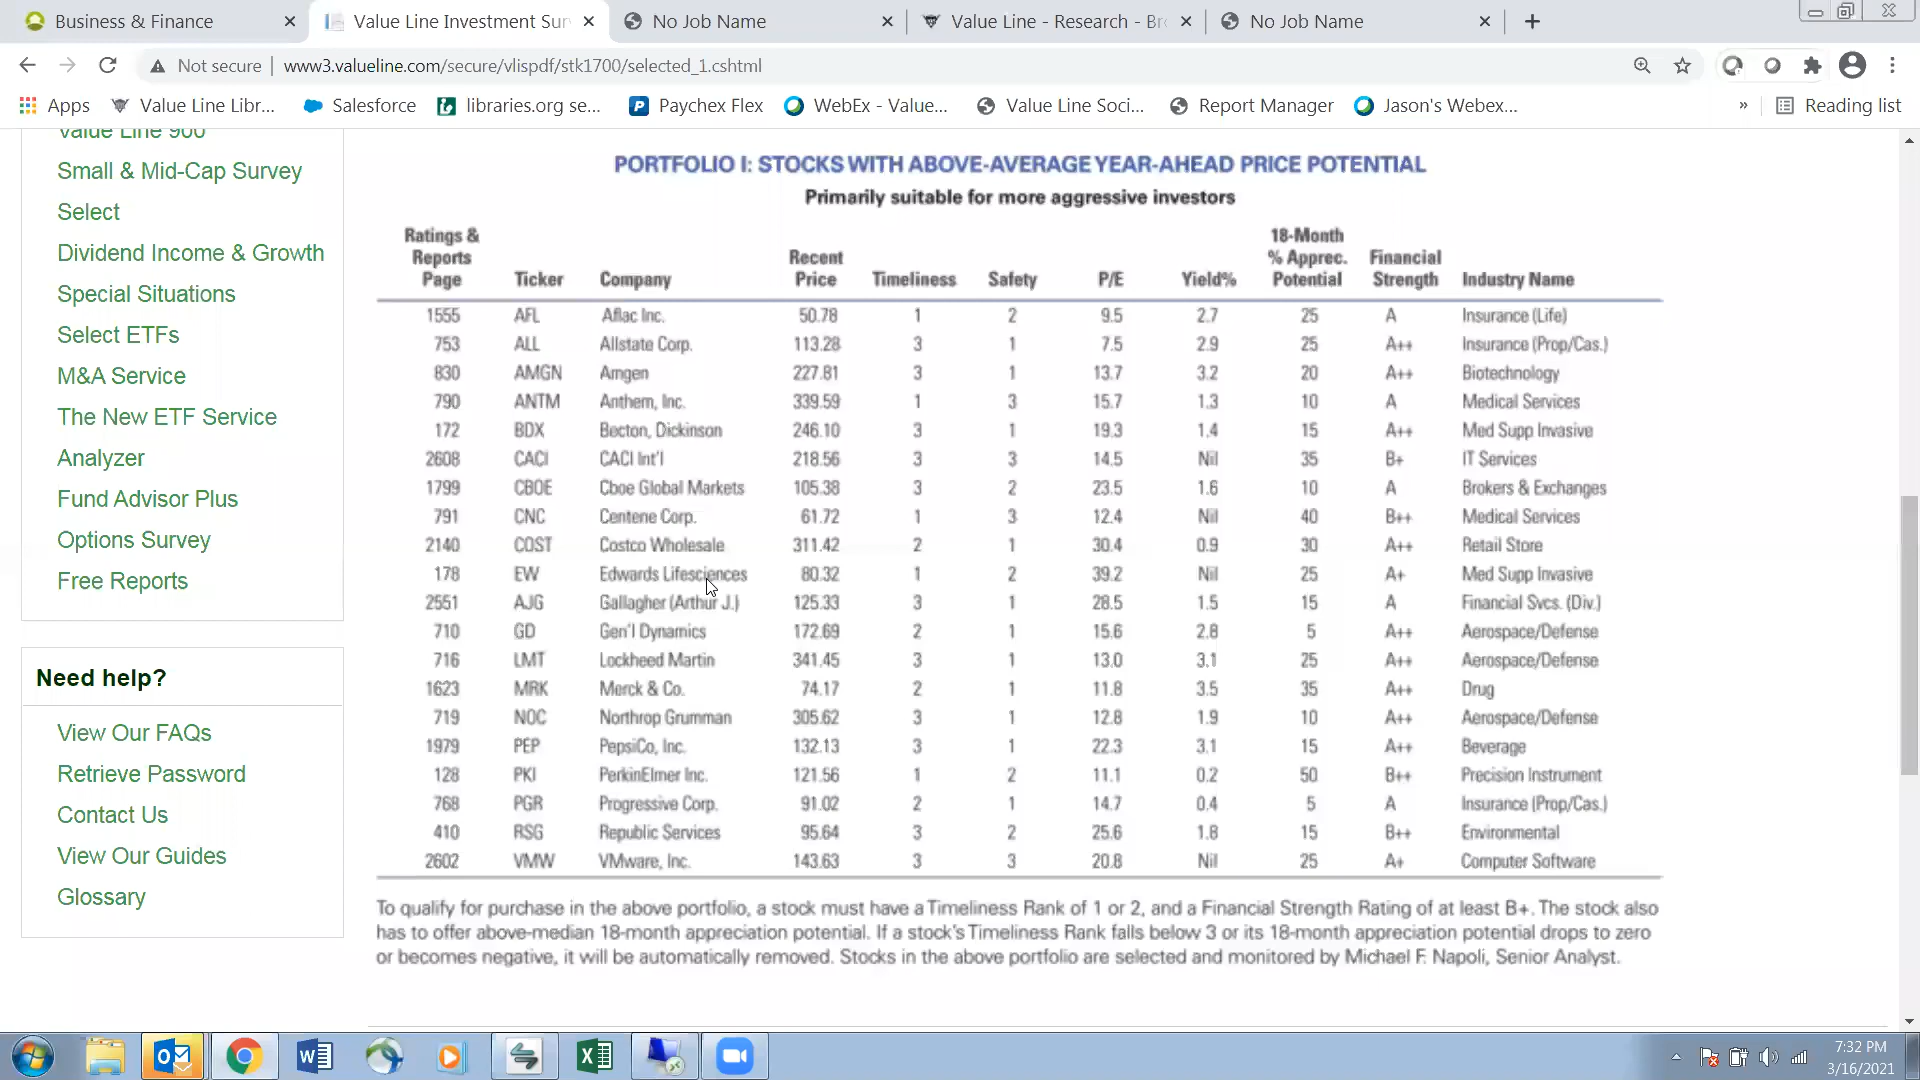 Business & Finance
Value Line Investment Sur
No Job Name
Value Line - Research - Br
No Job Name
Not secure
www3.valueline.com/secure/vlispdf/stk1700/selected_1.cshtml
Apps
Value Line Libr...
Salesforce
libraries.org se...
Paychex Flex
WebEx - Value...
Value Line Soci...
Report Manager
Jason's Webex...
»
Reading list
Value Line 900
Small & Mid-Cap Survey
Select
Dividend Income & Growth
Special Situations
Select ETFs
M&A Service
The New ETF Service
Analyzer
Fund Advisor Plus
Options Survey
Free Reports
Need help?
View Our FAQs
Retrieve Password
Contact Us
View Our Guides
Glossary
PORTFOLIO I: STOCKS WITH ABOVE-AVERAGE YEAR-AHEAD PRICE POTENTIAL
Primarily suitable for more aggressive investors
Ratings & Reports Page Ticker Company Recent Price Timeliness Safety P/E Yield% 18-Month % Apprec. Potential Financial Strength Industry Name
1555 AFL Aflac Inc. 50.78 1 2 9.5 2.7 25 A Insurance (Life)
753 ALL Allstate Corp. 113.28 3 1 7.5 2.9 25 A++ Insurance (Prop/Cas.)
830 AMGN Amgen 227.81 3 1 13.7 3.2 20 A++ Biotechnology
790 ANTM Anthem, Inc. 339.59 1 3 15.7 1.3 10 A Medical Services
172 BDX Becton, Dickinson 246.10 3 1 19.3 1.4 15 A++ Med Supp Invasive
2608 CACI CACI Int'l 218.56 3 3 14.5 Nil 35 B+ IT Services
1799 CBOE Cboe Global Markets 105.38 3 2 23.5 1.6 10 A Brokers & Exchanges
791 CNC Centene Corp. 61.72 1 3 12.4 Nil 40 B++ Medical Services
2140 COST Costco Wholesale 311.42 2 1 30.4 0.9 30 A++ Retail Store
178 EW Edwards Lifesciences 80.32 1 2 39.2 Nil 25 A+ Med Supp Invasive
2551 AJG Gallagher (Arthur J.) 125.33 3 1 28.5 1.5 15 A Financial Svcs. (Div.)
710 GD Gen'l Dynamics 172.69 2 1 15.6 2.8 5 A++ Aerospace/Defense
716 LMT Lockheed Martin 341.45 3 1 13.0 3.1 25 A++ Aerospace/Defense
1623 MRK Merck & Co. 74.17 2 1 11.8 3.5 35 A++ Drug
719 NOC Northrop Grumman 305.62 3 1 12.8 1.9 10 A++ Aerospace/Defense
1979 PEP PepsiCo, Inc. 132.13 3 1 22.3 3.1 15 A++ Beverage
128 PKI PerkinElmer Inc. 121.56 1 2 11.1 0.2 50 B++ Precision Instrument
768 PGR Progressive Corp. 91.02 2 1 14.7 0.4 5 A Insurance (Prop/Cas.)
410 RSG Republic Services 95.64 3 2 25.6 1.8 15 B++ Environmental
2602 VMW VMware, Inc. 143.63 3 3 20.8 Nil 25 A+ Computer Software
To qualify for purchase in the above portfolio, a stock must have a Timeliness Rank of 1 or 2, and a Financial Strength Rating of at least B+. The stock also
has to offer above-median 18-month appreciation potential. If a stock's Timeliness Rank falls below 3 or its 18-month appreciation potential drops to zero
or becomes negative, it will be automatically removed. Stocks in the above portfolio are selected and monitored by Michael F. Napoli, Senior Analyst.
7:32 PM
3/16/2021